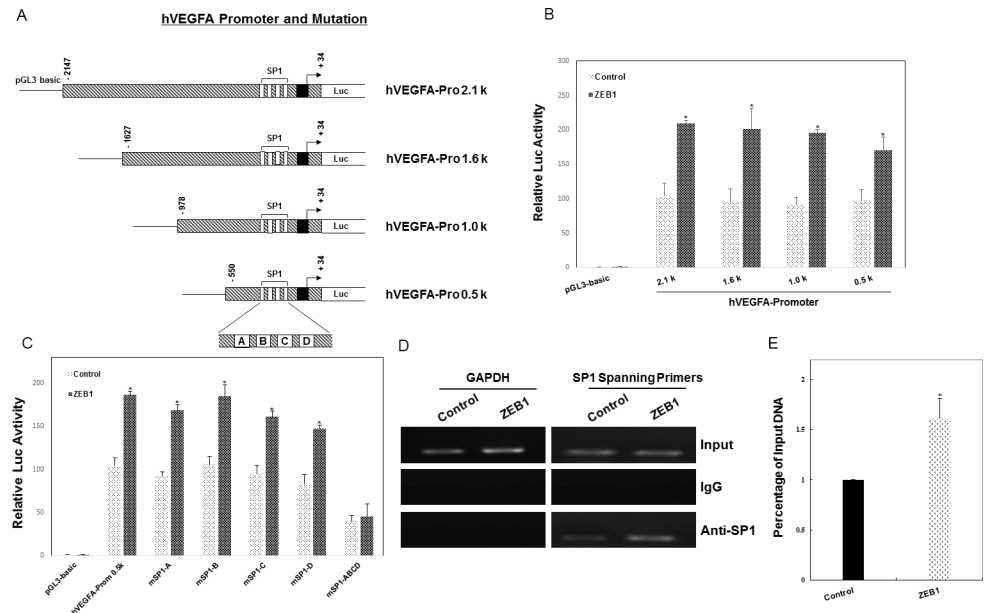 A
hVEGFA Promoter and Mutation
pGL3 basic
- 2147
SP1
+ 34
Luc
hVEGFA-Pro 2.1 k
- 1627
SP1
+ 34
Luc
hVEGFA-Pro 1.6 k
- 978
SP1
+ 34
Luc
hVEGFA-Pro 1.0 k
- 550
SP1
+ 34
Luc
hVEGFA-Pro 0.5 k
A B C D
B
Relative Luc Activity
300
250
200
150
100
50
0
Control
ZEB1
* * * *
pGL3-basic
2.1 k
1.6 k
1.0 k
0.5 k
hVEGFA-Promoter
C
Relative Luc Avtivity
200
150
100
50
0
Control
ZEB1
* * * * *
pGL3-basic
hVEGFA-Prom 0.5k
mSP1-A
mSP1-B
mSP1-C
mSP1-D
mSP1-ABCD
D
GAPDH
SP1 Spanning Primers
Control ZEB1
Control ZEB1
Input
IgG
Anti-SP1
E
Percentage of Input DNA
2
1.5
1
0.5
0
*
Control
ZEB1